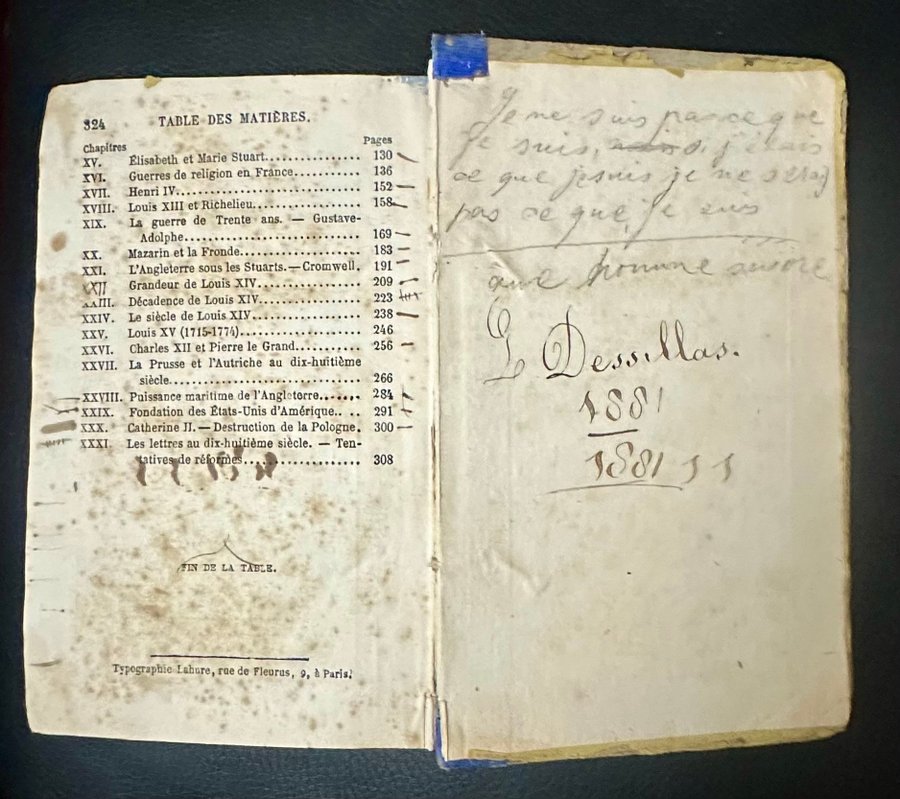 324
TABLE DES MATIÈRES.
Chapitres
Pages
XV. Élisabeth et Marie Stuart............... 130
XVI. Guerres de religion en France........... 136
XVII. Henri IV............................... 152
XVIII. Louis XIII et Richelieu................. 158
XIX. La guerre de Trente ans. — Gustave-
Adolphe............................... 169
XX. Mazarin et la Fronde.................... 183
XXI. L'Angleterre sous les Stuarts.—Cromwell. 191
XXII Grandeur de Louis XIV.................. 209
XXIII. Décadence de Louis XIV................. 223
XXIV. Le siècle de Louis XIV.................. 238
XXV. Louis XV (1715-1774).................... 246
XXVI. Charles XII et Pierre le Grand........... 256
XXVII. La Prusse et l'Autriche au dix-huitième
siècle................................. 266
XXVIII. Puissance maritime de l'Angleterre....... 284
XXIX. Fondation des États-Unis d'Amérique.. .. 291
XXX. Catherine II.—Destruction de la Pologne. 300
XXXI. Les lettres au dix-huitième siècle. — Ten-
tatives de réformes.................... 308
FIN DE LA TABLE.
Typographie Lahure, rue de Fleurus, 9, à Paris.
Je ne suis pas ce que
je suis, si j'étais
ce que je suis je ne serai
pas ce que je suis
Dessillas.
1881
1881